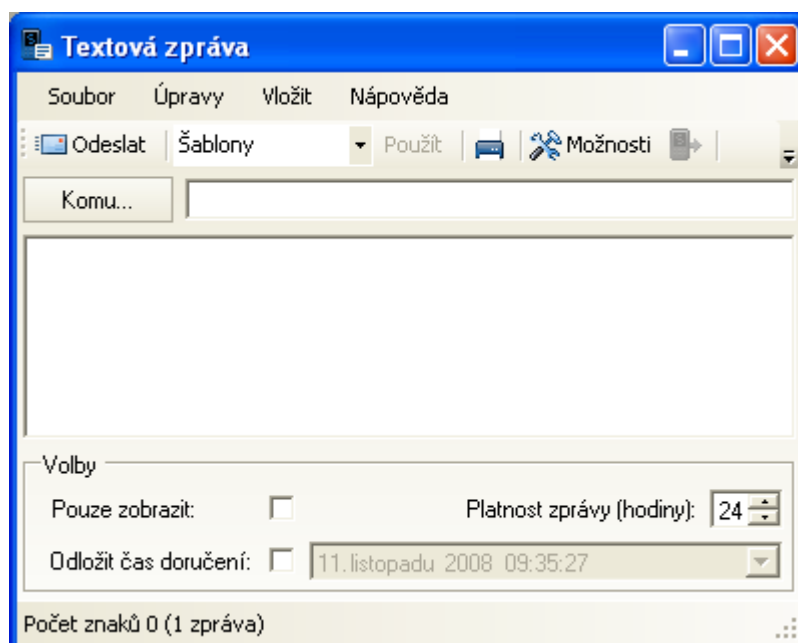 Textová zpráva
Soubor Úpravy Vložit Nápověda
Odeslat Šablony Použít Možnosti
Komu...
Volby
Pouze zobrazit: Platnost zprávy (hodiny): 24
Odložit čas doručení: 11. listopadu 2008 09:35:27
Počet znaků 0 (1 zpráva)